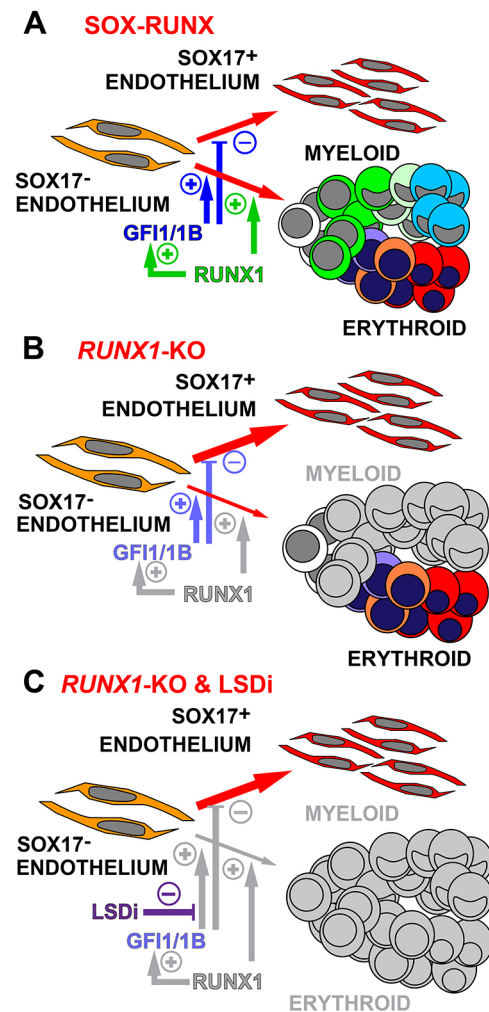 A
SOX-RUNX
SOX17+
ENDOTHELIUM
−
MYELOID
SOX17-
ENDOTHELIUM
+
+
GFI1/1B
+
RUNX1
ERYTHROID
B
RUNX1-KO
SOX17+
ENDOTHELIUM
−
MYELOID
SOX17-
ENDOTHELIUM
+
GFI1/1B
+
+
RUNX1
ERYTHROID
C
RUNX1-KO & LSDi
SOX17+
ENDOTHELIUM
−
MYELOID
SOX17-
ENDOTHELIUM
+
+
−
LSDi
GFI1/1B
+
RUNX1
ERYTHROID